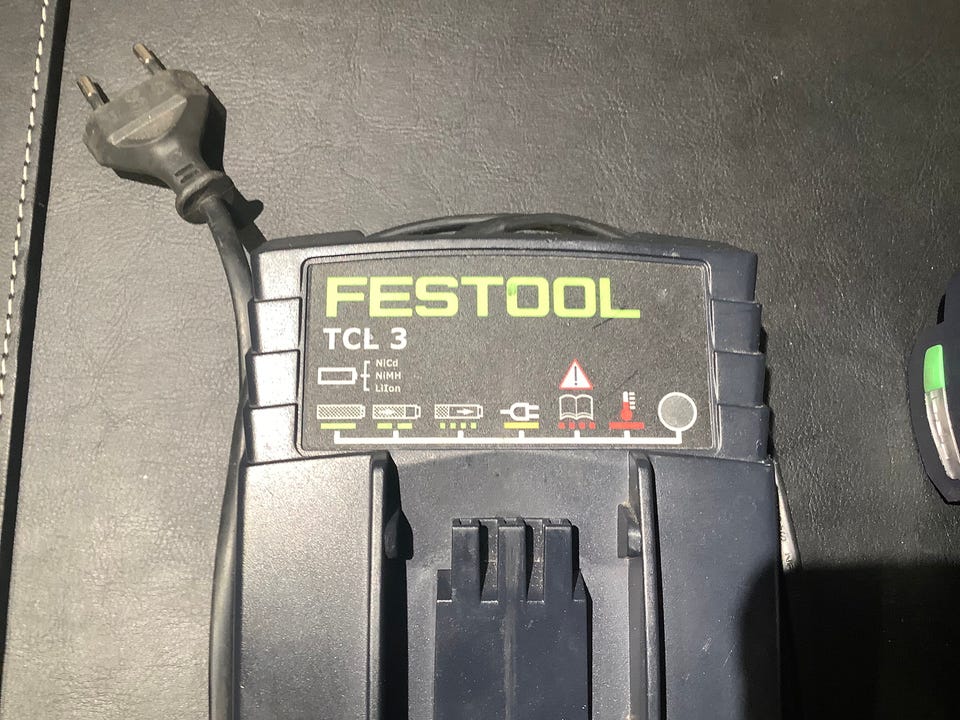 FESTOOL
TCL 3
NiCd
NiMH
LiIon